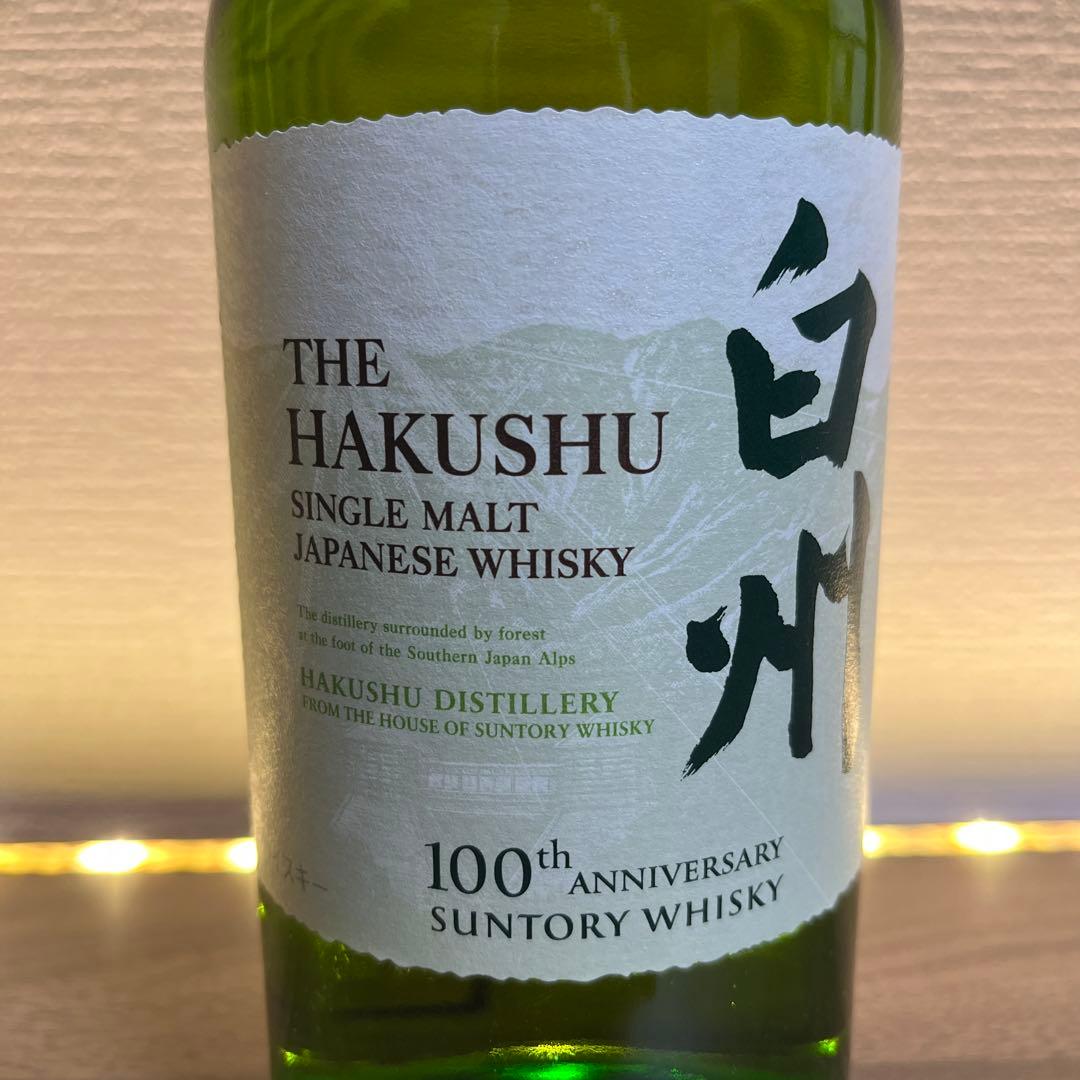 THE
HAKUSHU
SINGLE MALT
JAPANESE WHISKY
The distillery surrounded by forest
at the foot of the Southern Japan Alps
HAKUSHU DISTILLERY
FROM THE HOUSE OF SUNTORY WHISKY
白州
100th ANNIVERSARY
SUNTORY WHISKY
イスキー